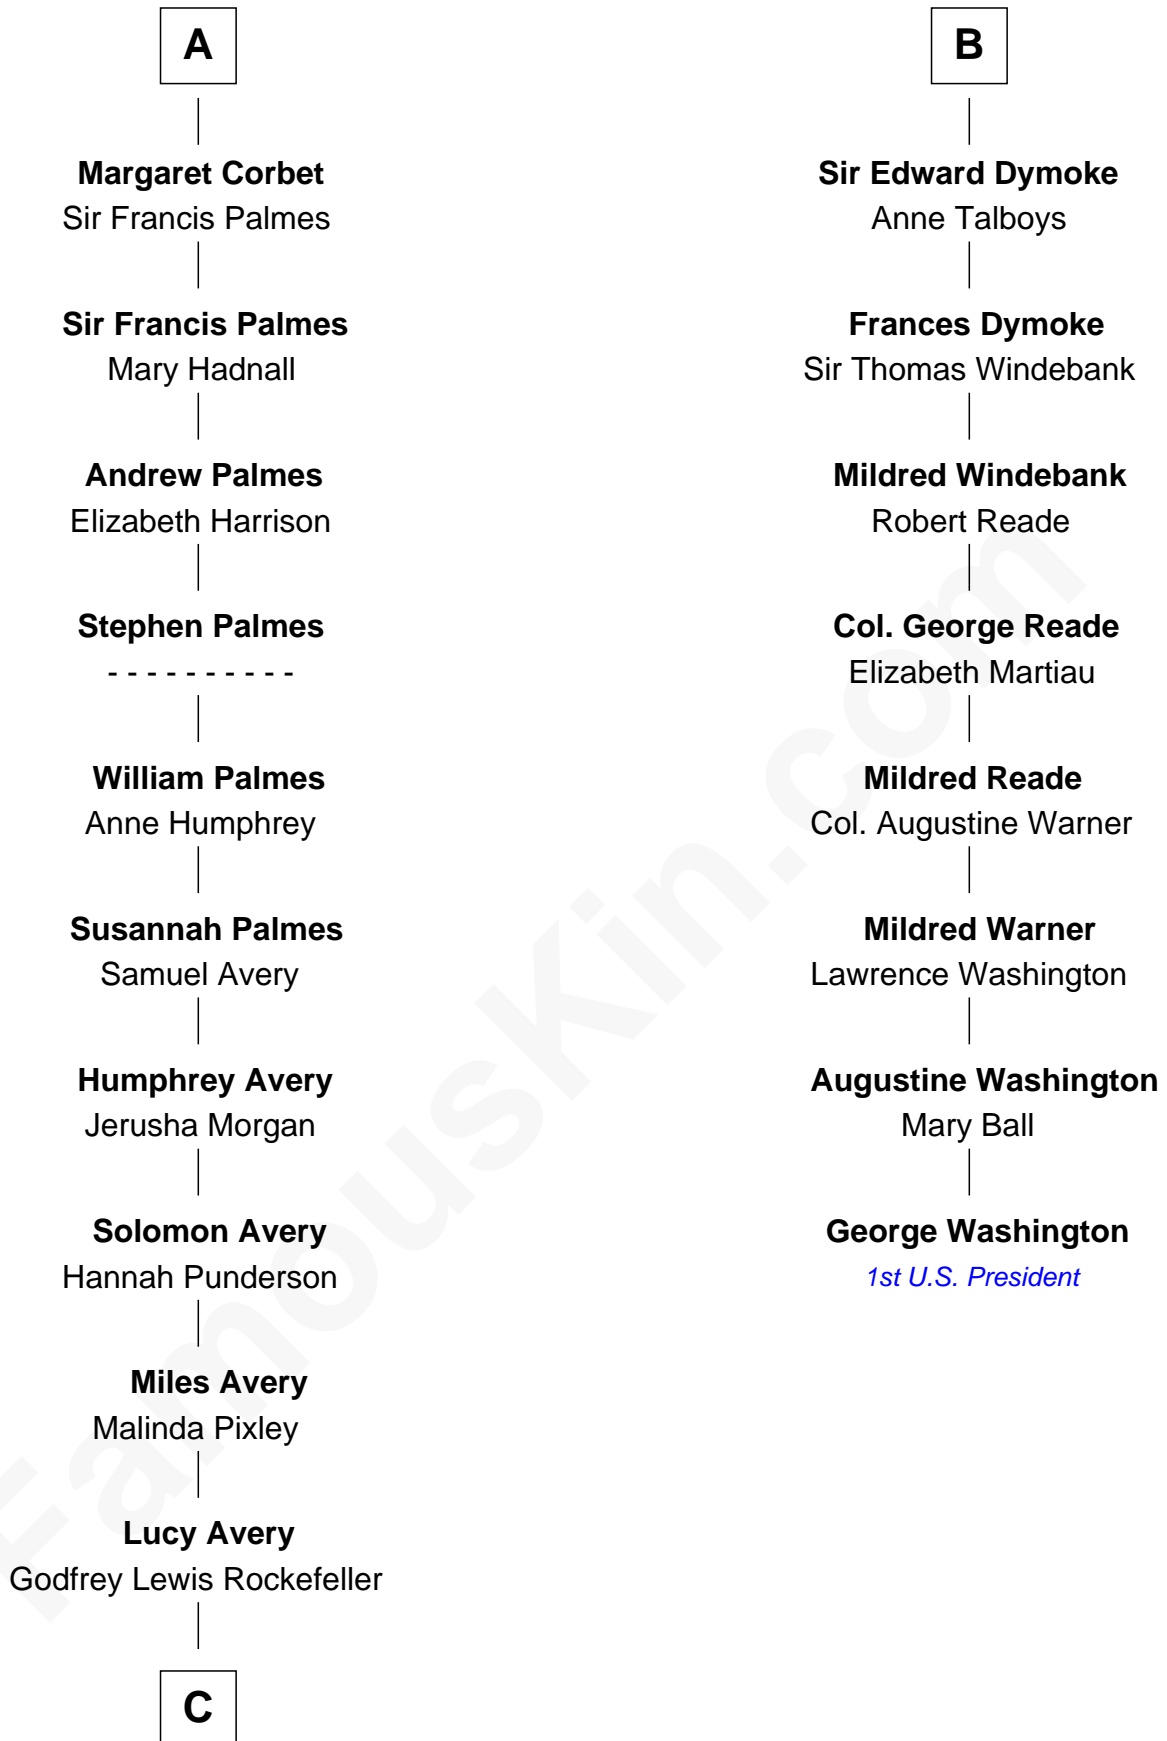 A
Margaret Corbet
Sir Francis Palmes
Sir Francis Palmes
Mary Hadnall
Andrew Palmes
Elizabeth Harrison
Stephen Palmes
- - - - - - - - - -
William Palmes
Anne Humphrey
Susannah Palmes
Samuel Avery
Humphrey Avery
Jerusha Morgan
Solomon Avery
Hannah Punderson
Miles Avery
Malinda Pixley
Lucy Avery
Godfrey Lewis Rockefeller
C
B
Sir Edward Dymoke
Anne Talboys
Frances Dymoke
Sir Thomas Windebank
Mildred Windebank
Robert Reade
Col. George Reade
Elizabeth Martiau
Mildred Reade
Col. Augustine Warner
Mildred Warner
Lawrence Washington
Augustine Washington
Mary Ball
George Washington
1st U.S. President
FamousKin.com